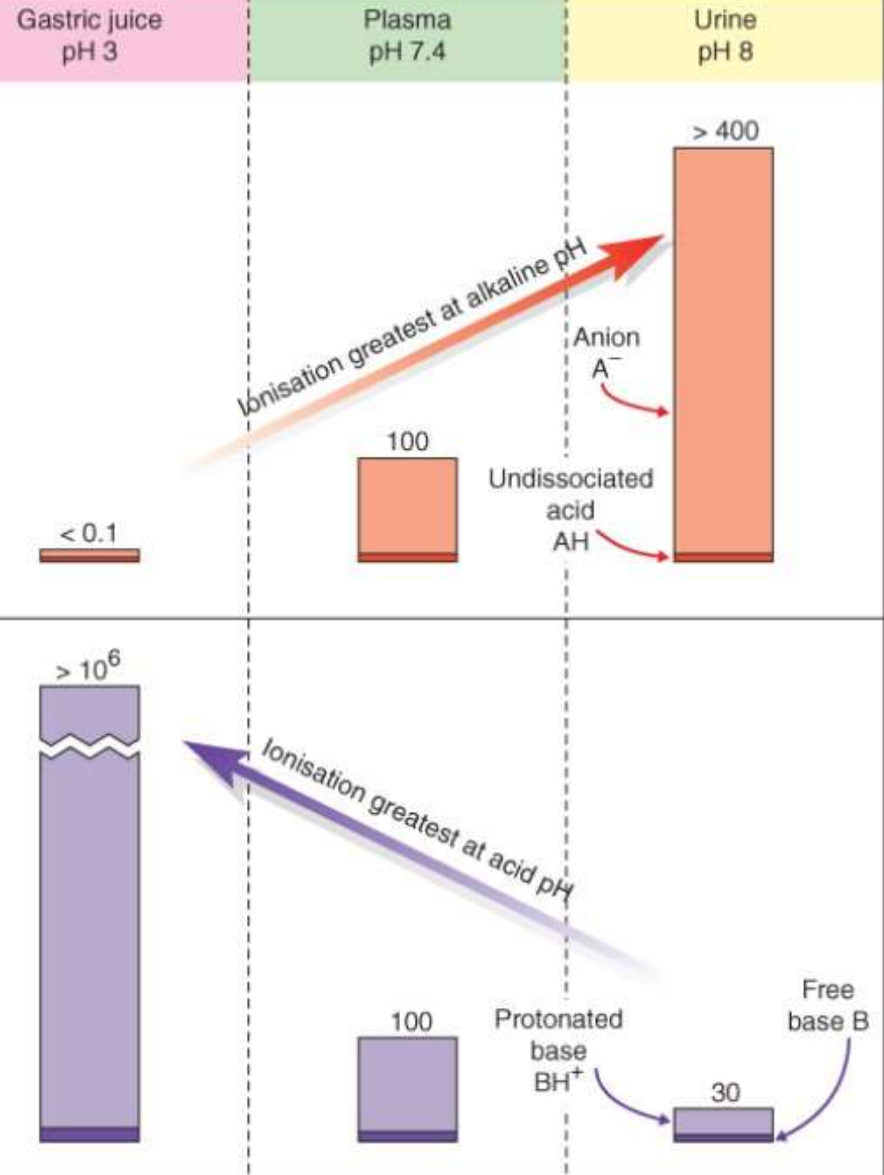 Gastric juice
pH 3
Plasma
pH 7.4
Urine
pH 8
> 400
Ionisation greatest at alkaline pH
Anion
A⁻
100
Undissociated
acid
AH
< 0.1
> 10⁶
Ionisation greatest at acid pH
100
Protonated
base
BH⁺
Free
base B
30